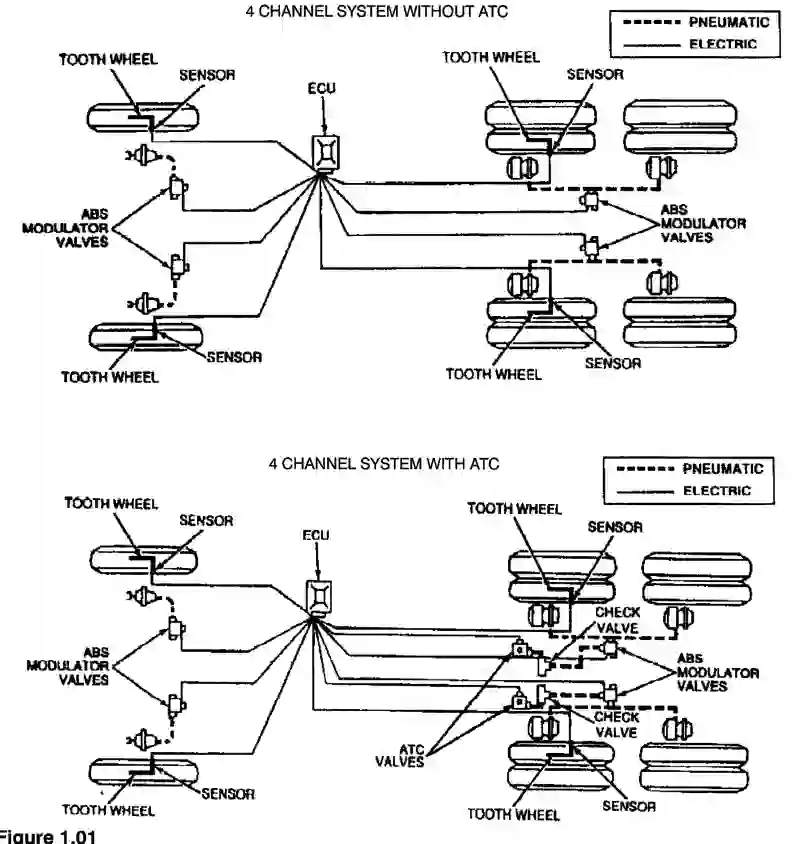 4 CHANNEL SYSTEM WITHOUT ATC
PNEUMATIC
ELECTRIC
TOOTH WHEEL
SENSOR
ECU
TOOTH WHEEL
SENSOR
ABS
MODULATOR
VALVES
ABS
MODULATOR
VALVES
SENSOR
TOOTH WHEEL
SENSOR
TOOTH WHEEL
4 CHANNEL SYSTEM WITH ATC
PNEUMATIC
ELECTRIC
TOOTH WHEEL
SENSOR
ECU
TOOTH WHEEL
SENSOR
CHECK
VALVE
ABS
MODULATOR
VALVES
ABS
MODULATOR
VALVES
CHECK
VALVE
ATC
VALVES
SENSOR
TOOTH WHEEL
SENSOR
TOOTH WHEEL
Figure 1.01